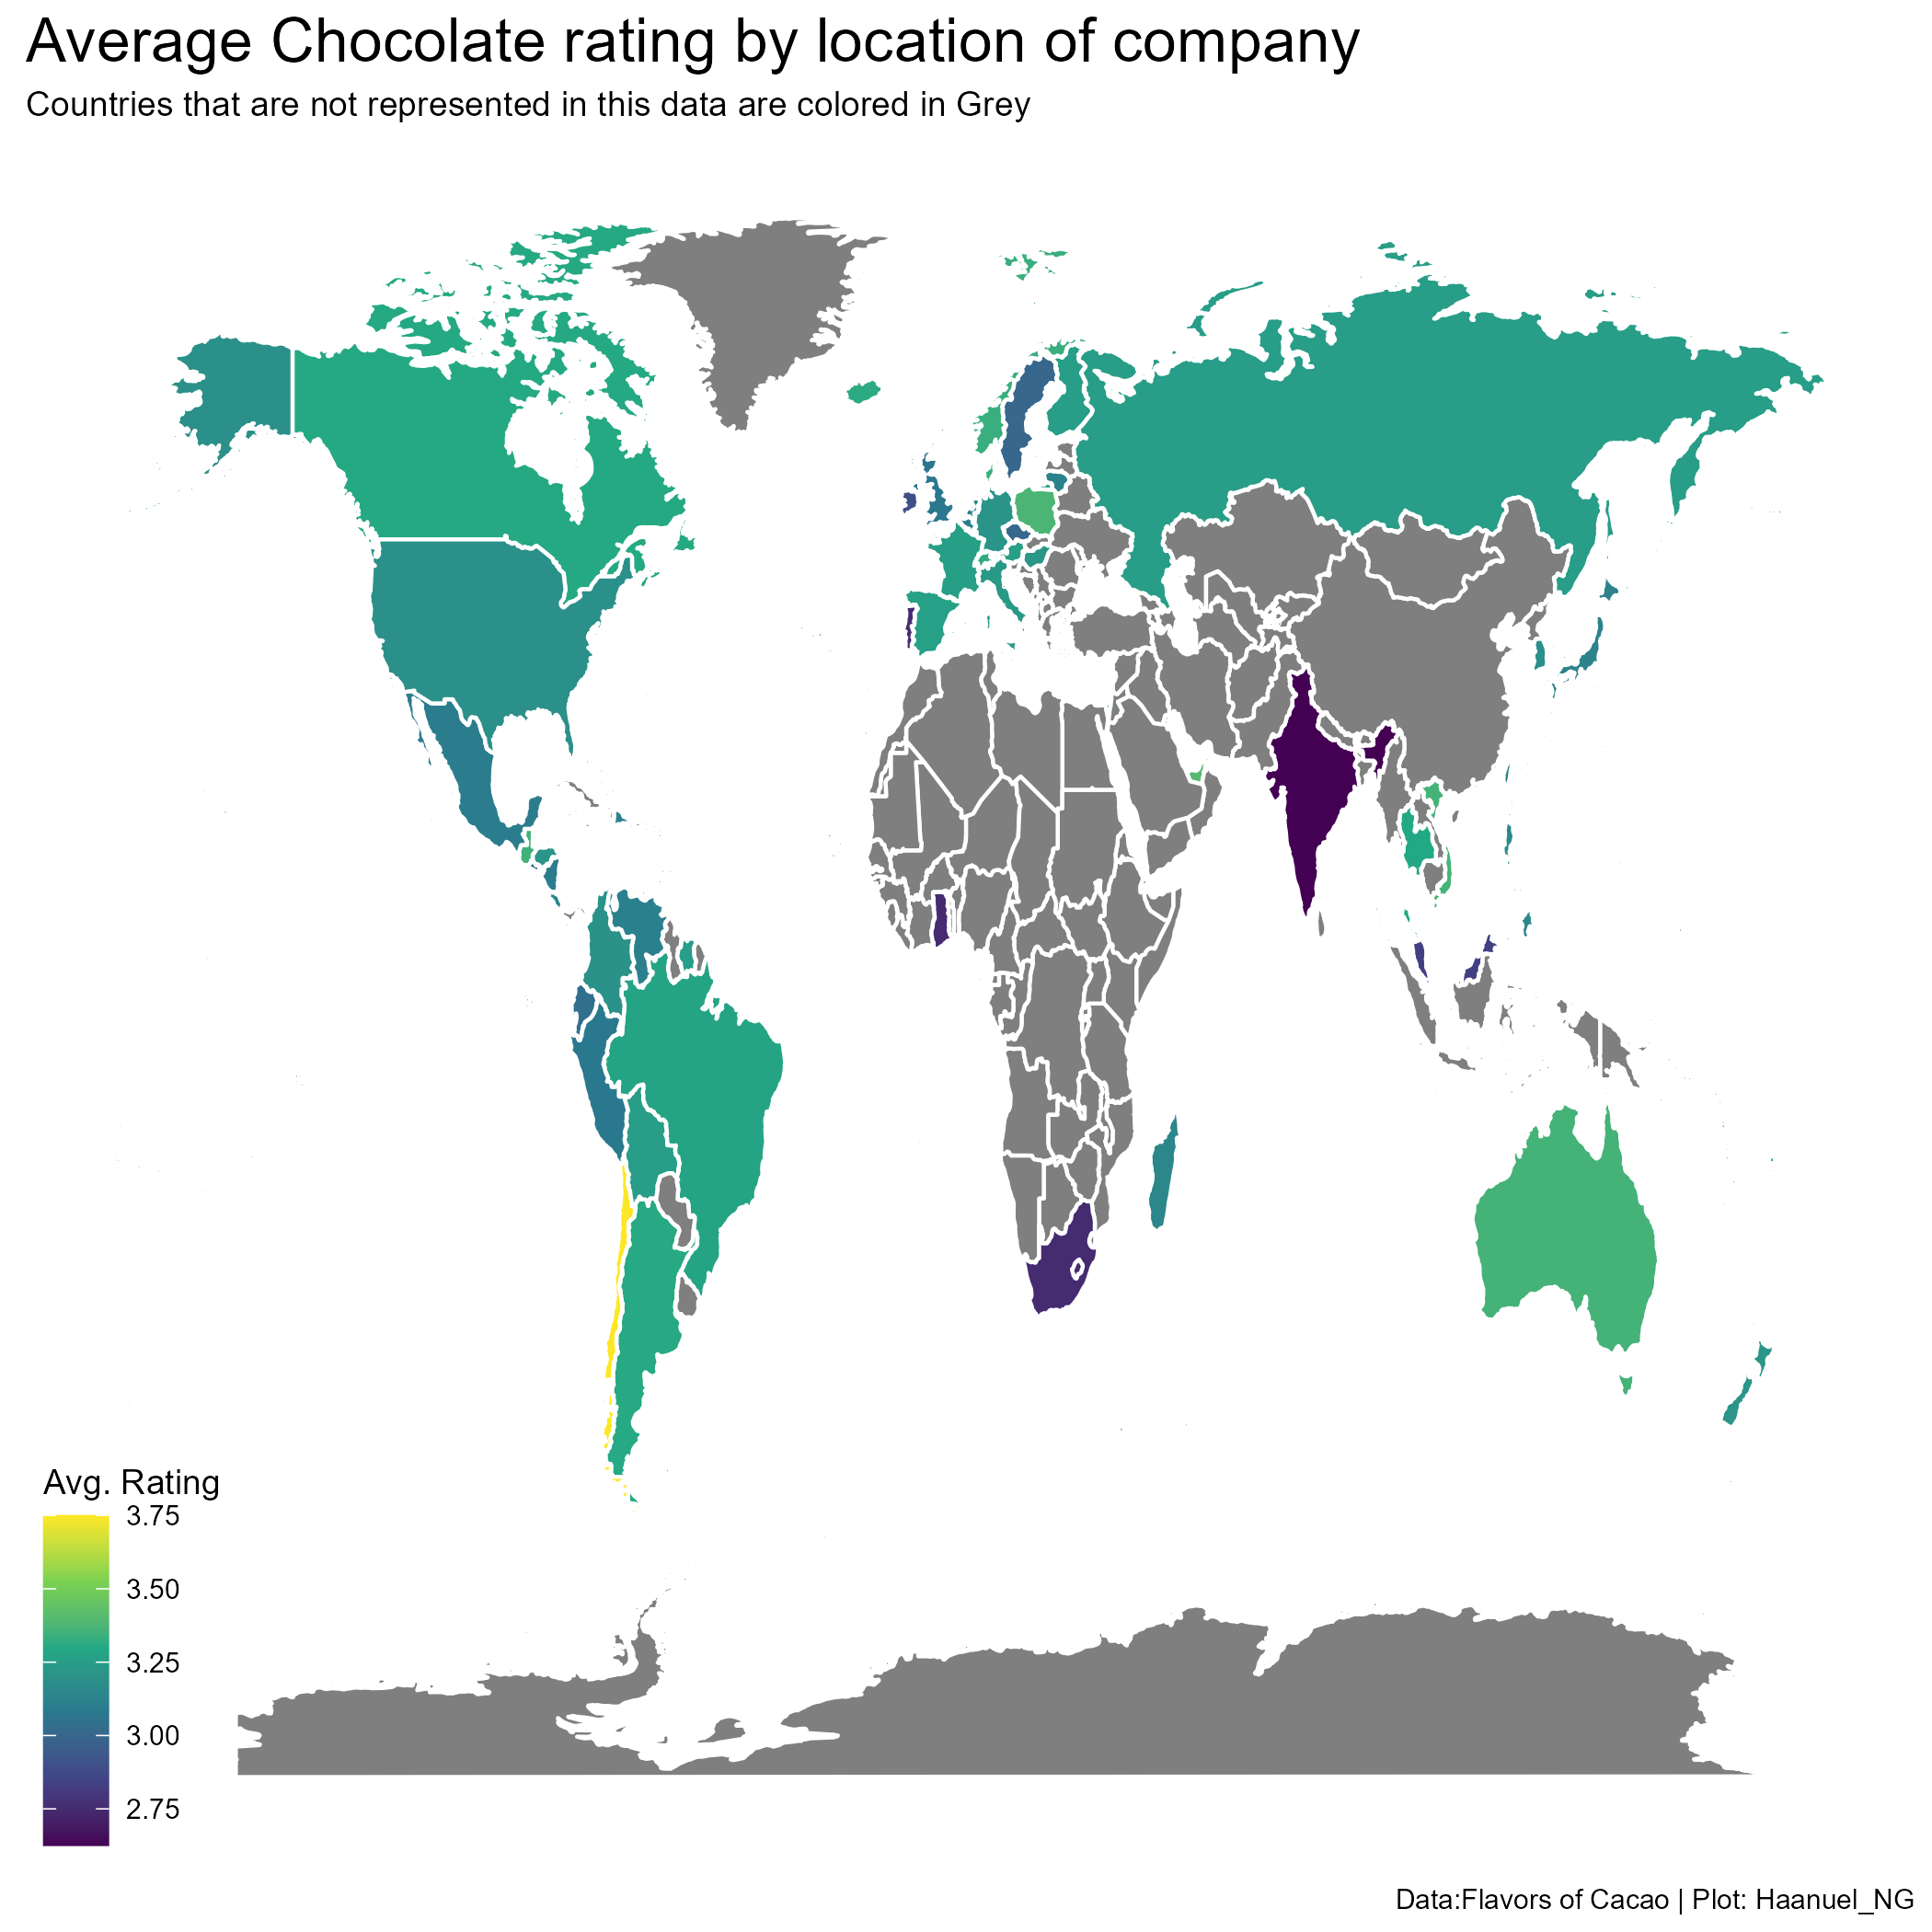 Average Chocolate rating by location of company
Countries that are not represented in this data are colored in Grey
Avg. Rating
3.75
3.50
3.25
3.00
2.75
Data:Flavors of Cacao | Plot: Haanuel_NG